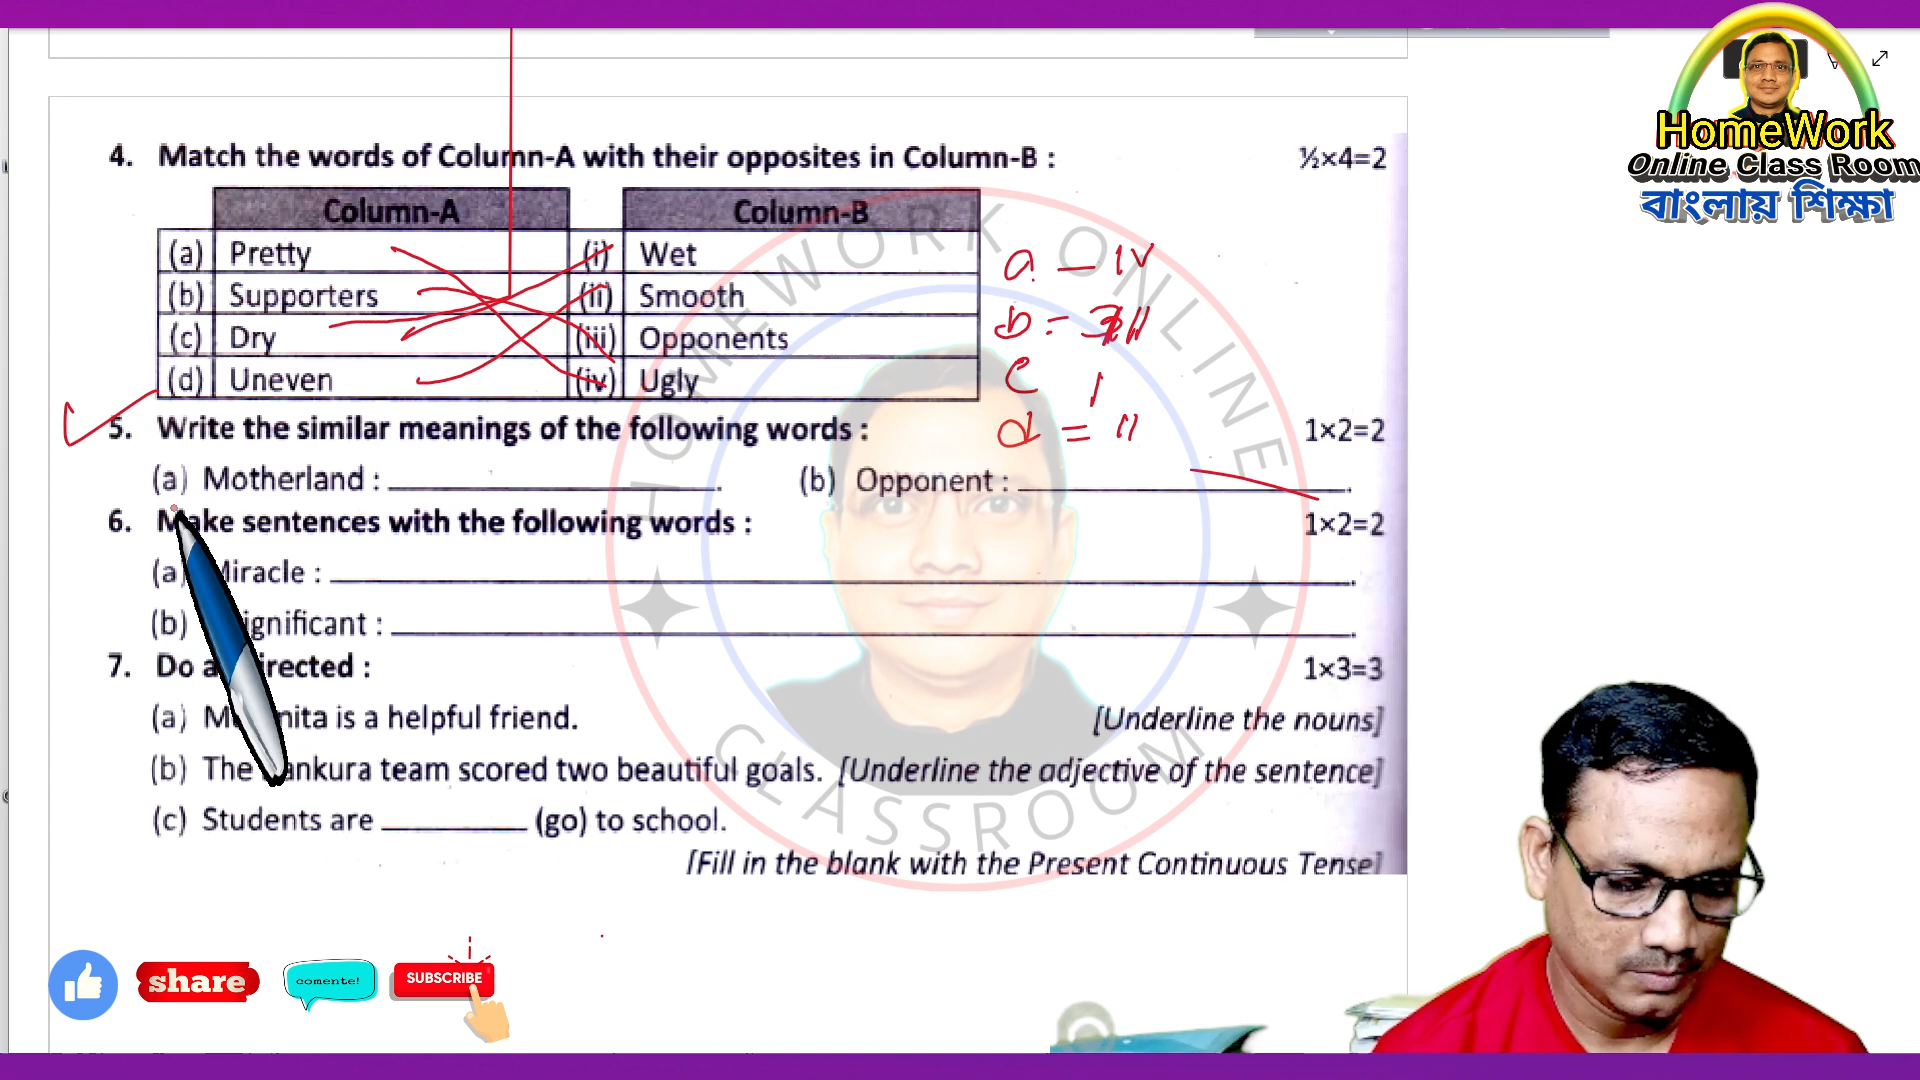 HomeWork
Online Class Room
বাংলায় শিক্ষা
4. Match the words of Column-A with their opposites in Column-B : ½×4=2
Column-A Column-B
(a) Pretty (i) Wet
(b) Supporters (ii) Smooth
(c) Dry (iii) Opponents
(d) Uneven (iv) Ugly
a – iv
b =
c i
d = ii
5. Write the similar meanings of the following words : 1×2=2
(a) Motherland : (b) Opponent :
6. Make sentences with the following words : 1×2=2
(a) Miracle :
(b) ignificant :
7. Do a irected : 1×3=3
(a) M nita is a helpful friend. [Underline the nouns]
(b) The ankura team scored two beautiful goals. [Underline the adjective of the sentence]
(c) Students are (go) to school.
[Fill in the blank with the Present Continuous Tense]
HOMEWORK ONLINE
CLASSROOM
share
comente!
SUBSCRIBE